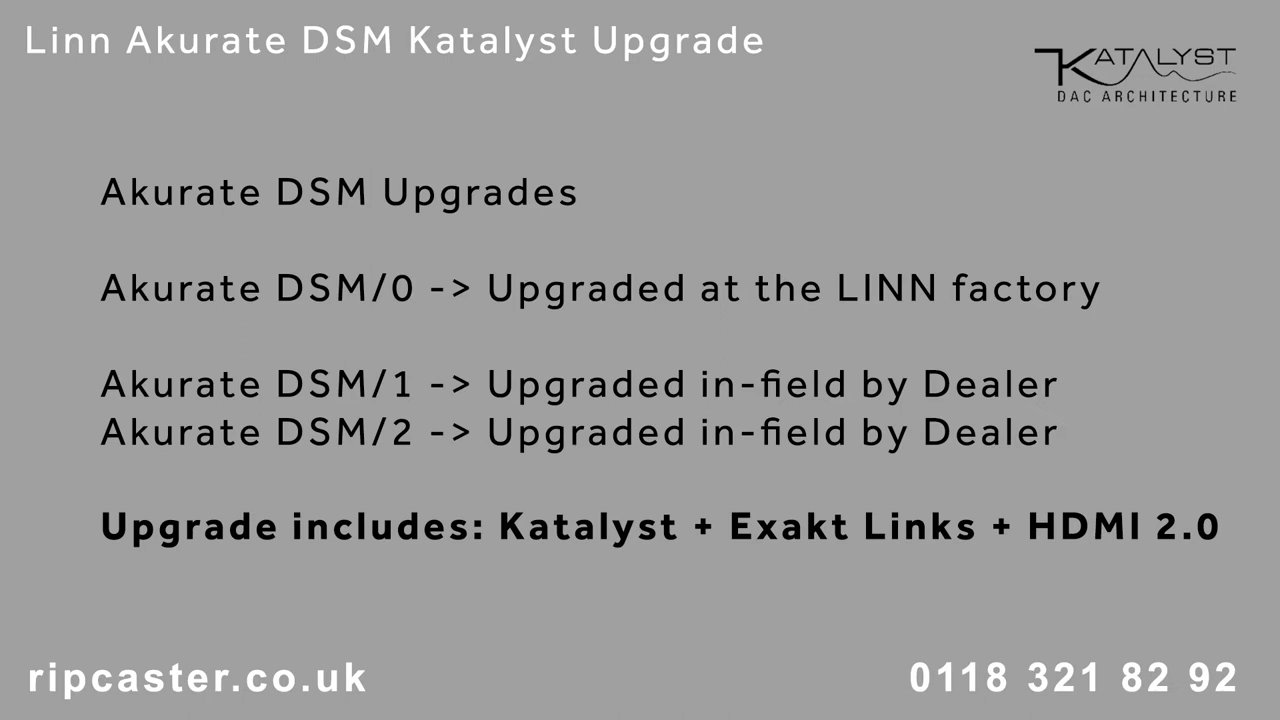 Linn Akurate DSM Katalyst Upgrade
KATALYST
DAC ARCHITECTURE
Akurate DSM Upgrades
Akurate DSM/0 -> Upgraded at the LINN factory
Akurate DSM/1 -> Upgraded in-field by Dealer
Akurate DSM/2 -> Upgraded in-field by Dealer
Upgrade includes: Katalyst + Exakt Links + HDMI 2.0
ripcaster.co.uk
0118 321 82 92